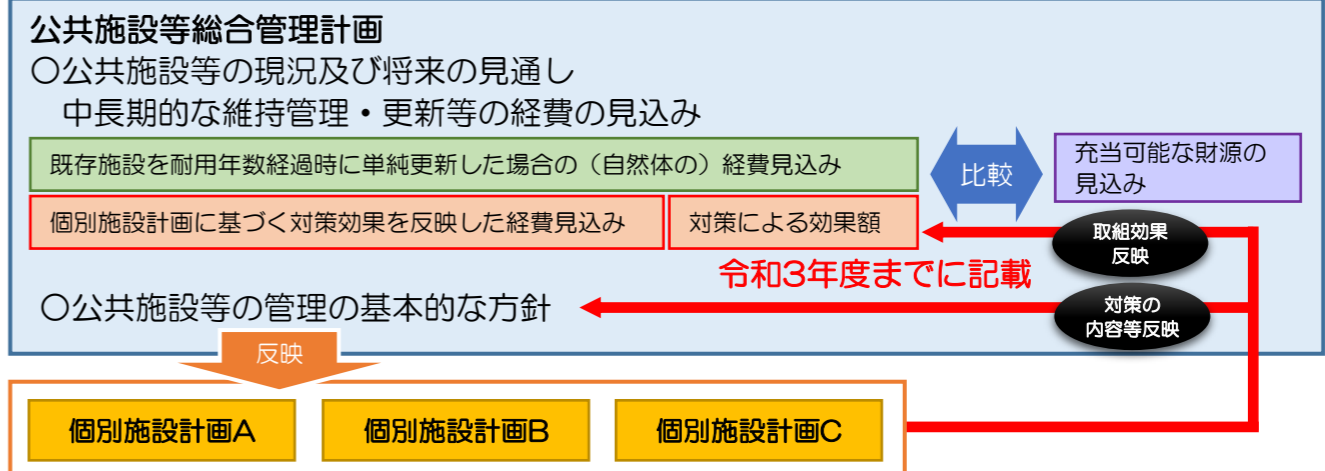 公共施設等総合管理計画
〇公共施設等の現況及び将来の見通し
中長期的な維持管理・更新等の経費の見込み
既存施設を耐用年数経過時に単純更新した場合の（自然体の）経費見込み
比較
充当可能な財源の
見込み
個別施設計画に基づく対策効果を反映した経費見込み
対策による効果額
取組効果
反映
令和3年度までに記載
〇公共施設等の管理の基本的な方針
対策の
内容等反映
反映
個別施設計画A
個別施設計画B
個別施設計画C